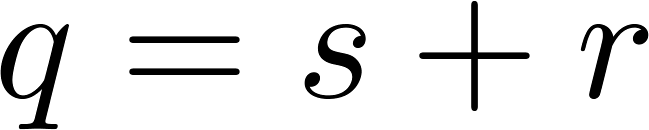 q = s + r